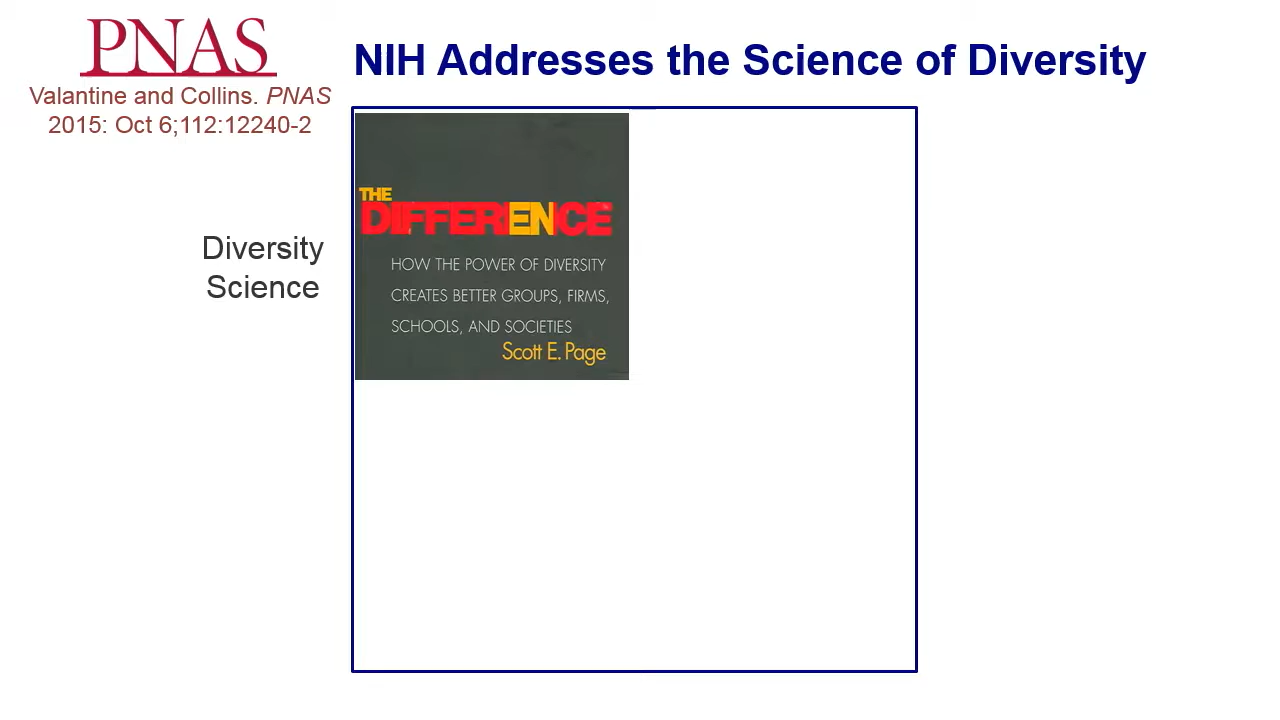 PNAS
Valantine and Collins. PNAS
2015: Oct 6;112:12240-2
NIH Addresses the Science of Diversity
Diversity
Science
THE
DIFFERENCE
HOW THE POWER OF DIVERSITY
CREATES BETTER GROUPS, FIRMS,
SCHOOLS, AND SOCIETIES
Scott E. Page